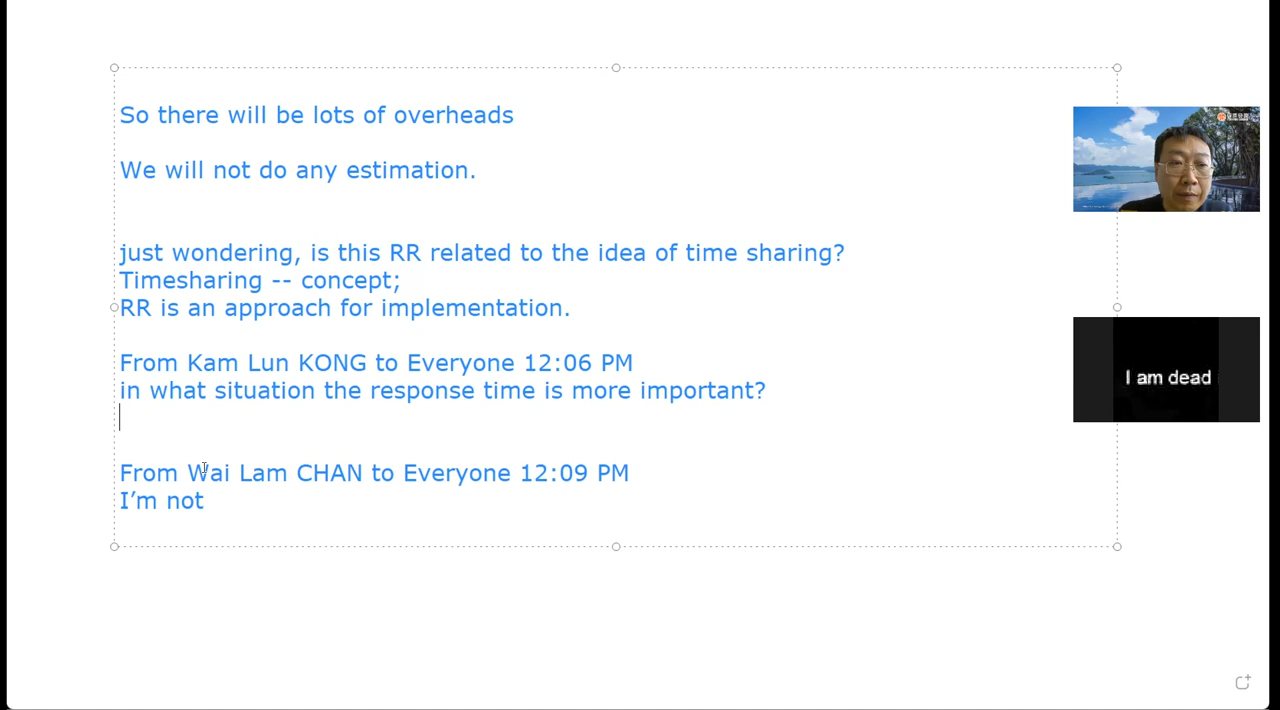 So there will be lots of overheads
We will not do any estimation.
just wondering, is this RR related to the idea of time sharing?
Timesharing -- concept;
RR is an approach for implementation.
From Kam Lun KONG to Everyone 12:06 PM
in what situation the response time is more important?
From Wai Lam CHAN to Everyone 12:09 PM
I’m not
I am dead